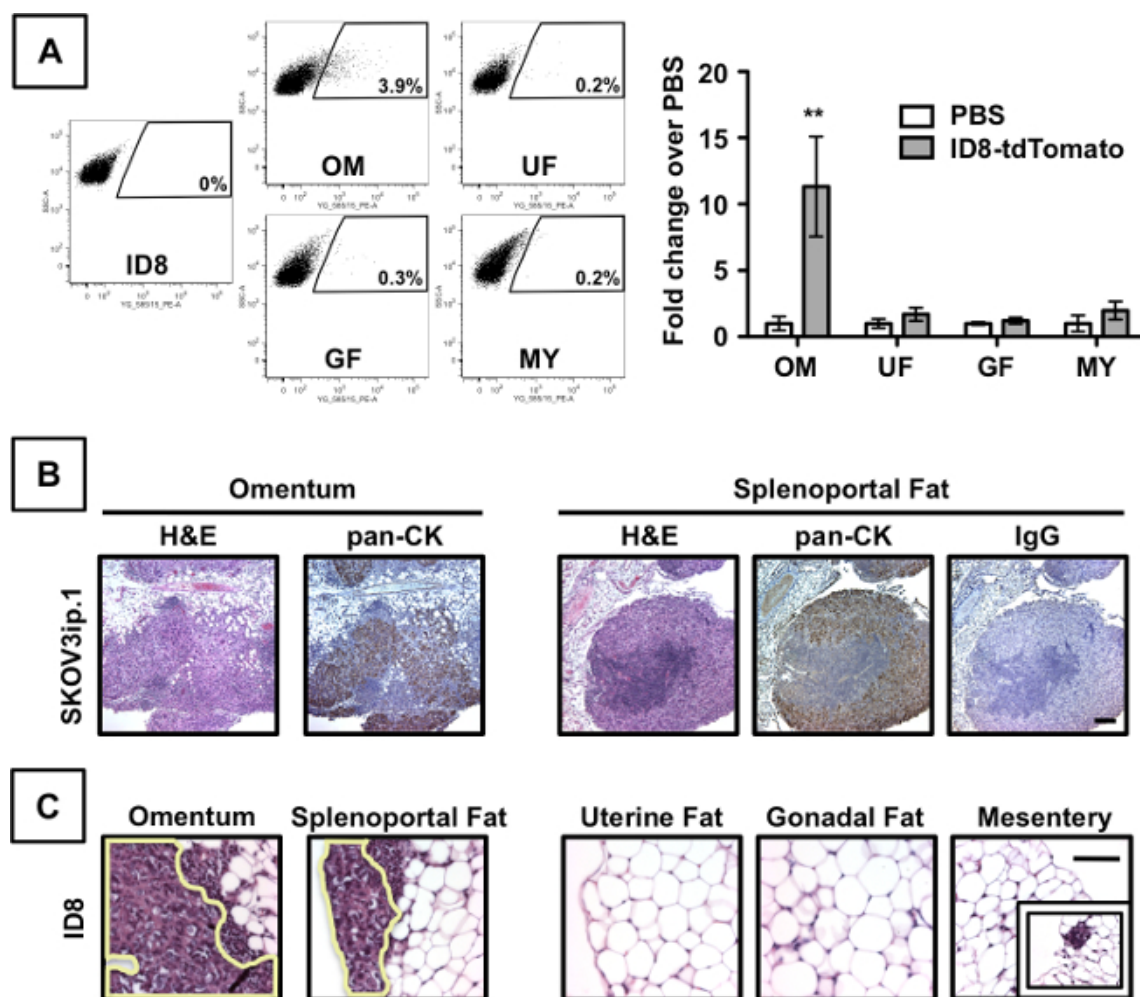 A
0%
ID8
3.9%
OM
0.2%
UF
0.3%
GF
0.2%
MY
Fold change over PBS
20
15
10
5
0
**
PBS
ID8-tdTomato
OM UF GF MY
B
Omentum Splenoportal Fat
H&E pan-CK H&E pan-CK IgG
SKOV3ip.1
C
Omentum Splenoportal Fat Uterine Fat Gonadal Fat Mesentery
ID8